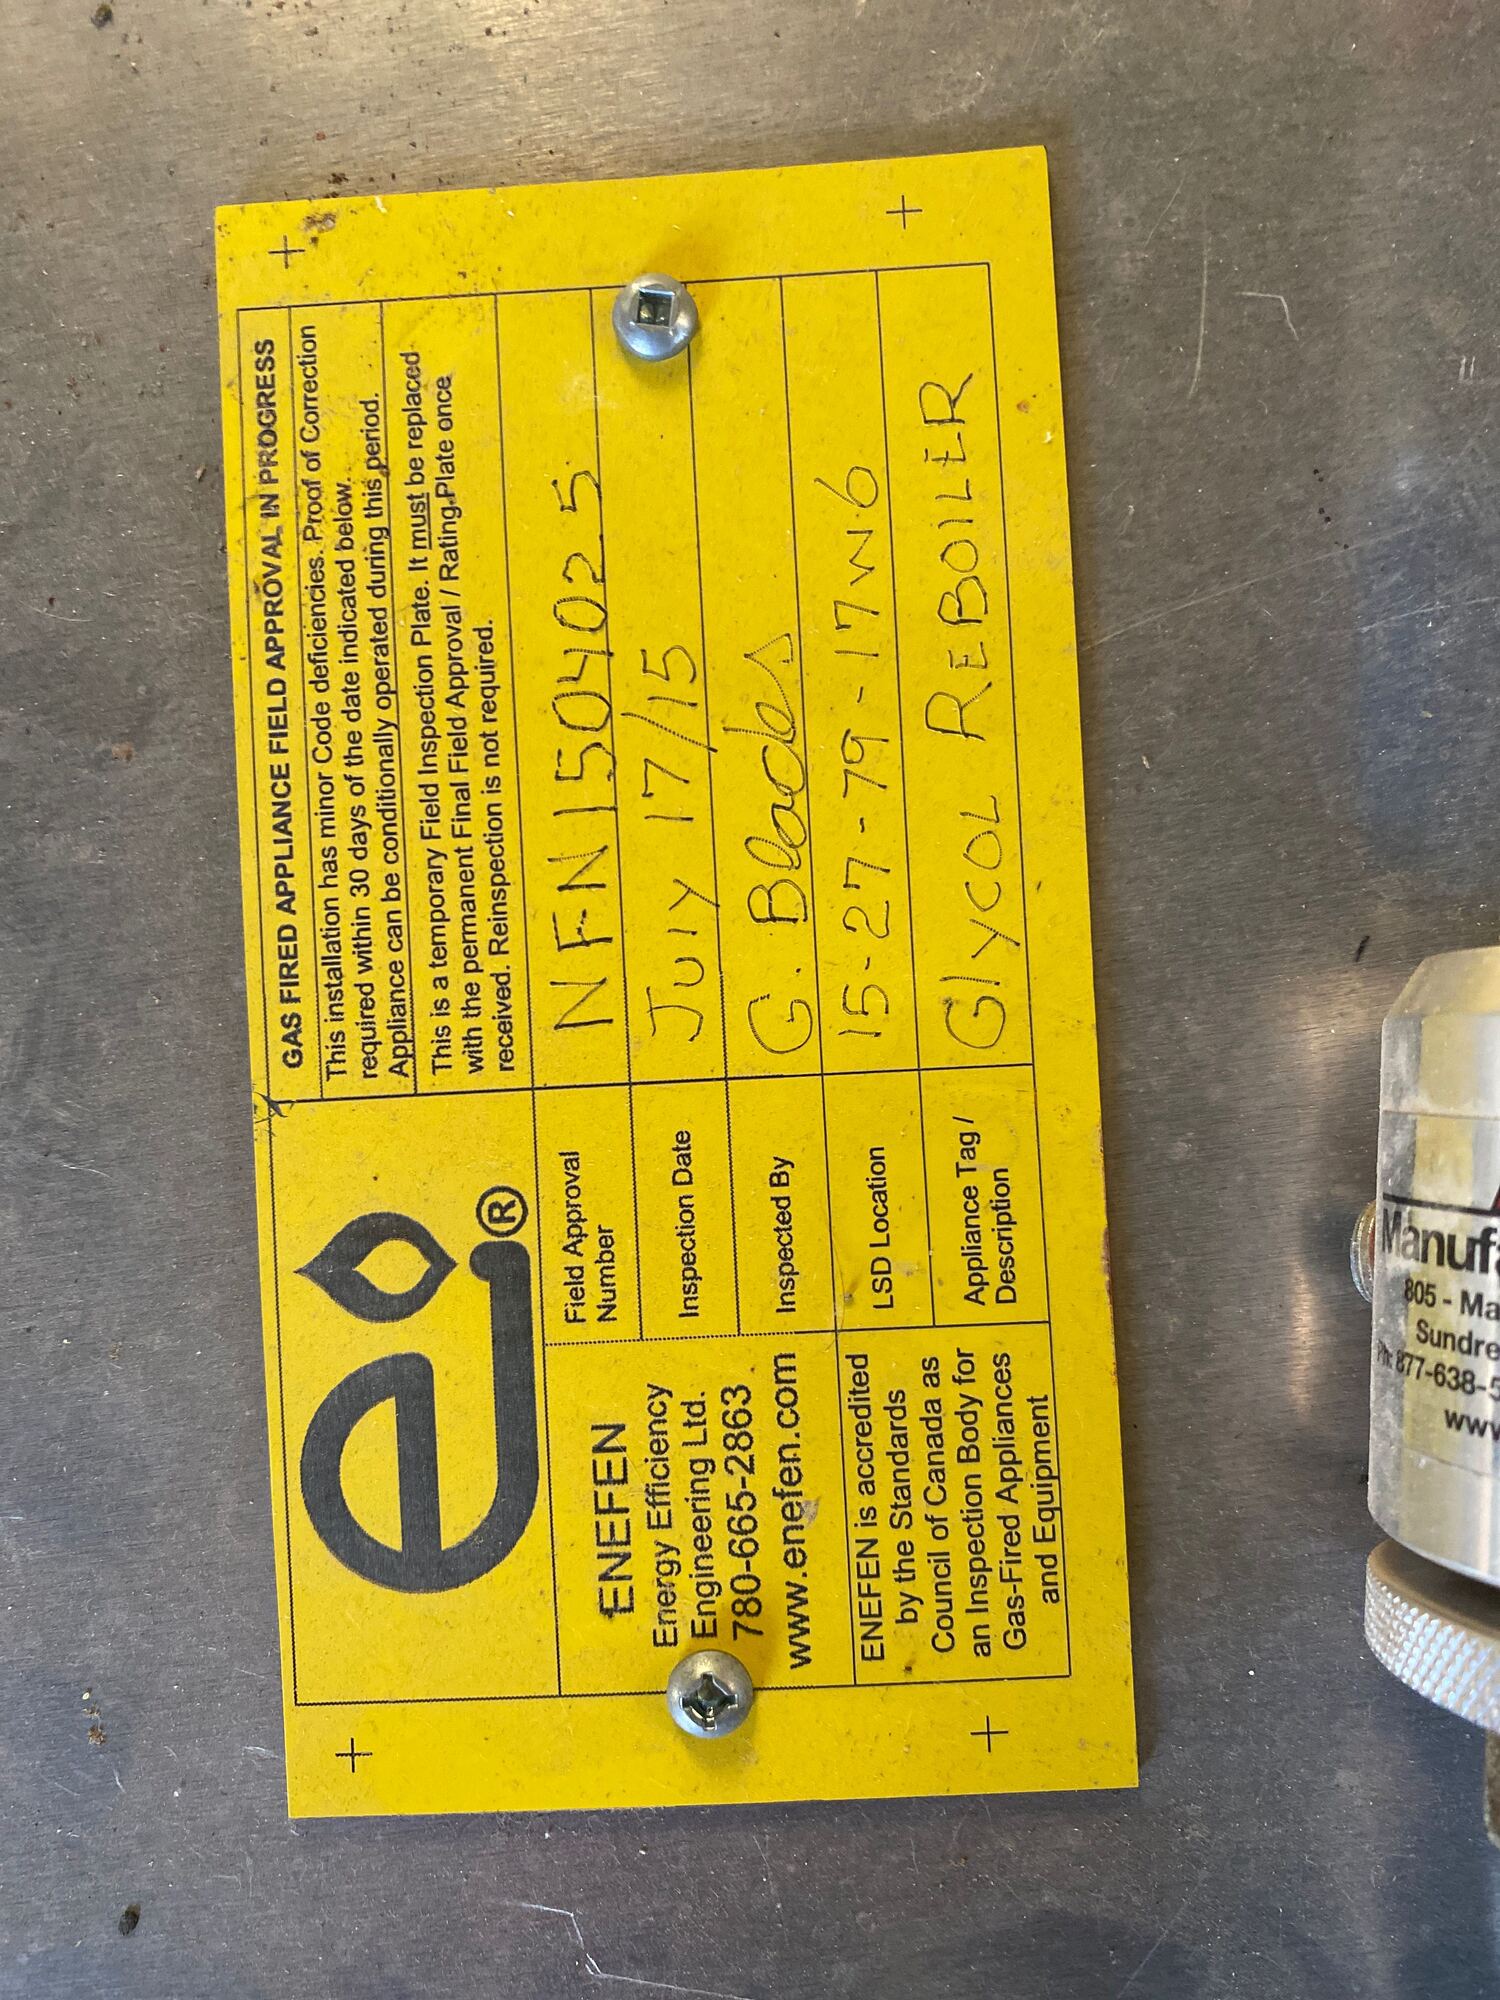 GAS FIRED APPLIANCE FIELD APPROVAL IN PROGRESS
This installation has minor Code deficiencies. Proof of Correction
required within 30 days of the date indicated below.
Appliance can be conditionally operated during this period.
This is a temporary Field Inspection Plate. It must be replaced
with the permanent Final Field Approval / Rating Plate once
received. Reinspection is not required.
e®
ENEFEN
Energy Efficiency
Engineering Ltd.
780-665-2863
www.enefen.com
ENEFEN is accredited
by the Standards
Council of Canada as
an Inspection Body for
Gas-Fired Appliances
and Equipment
Field Approval
Number
NFN1504025
Inspection Date
JUly 17/15
Inspected By
G. Blades
LSD Location
15-27-79-17W6
Appliance Tag /
Description
GlyCOL REBOILER
805 -
Sundre
Ph: 877-638-5
www